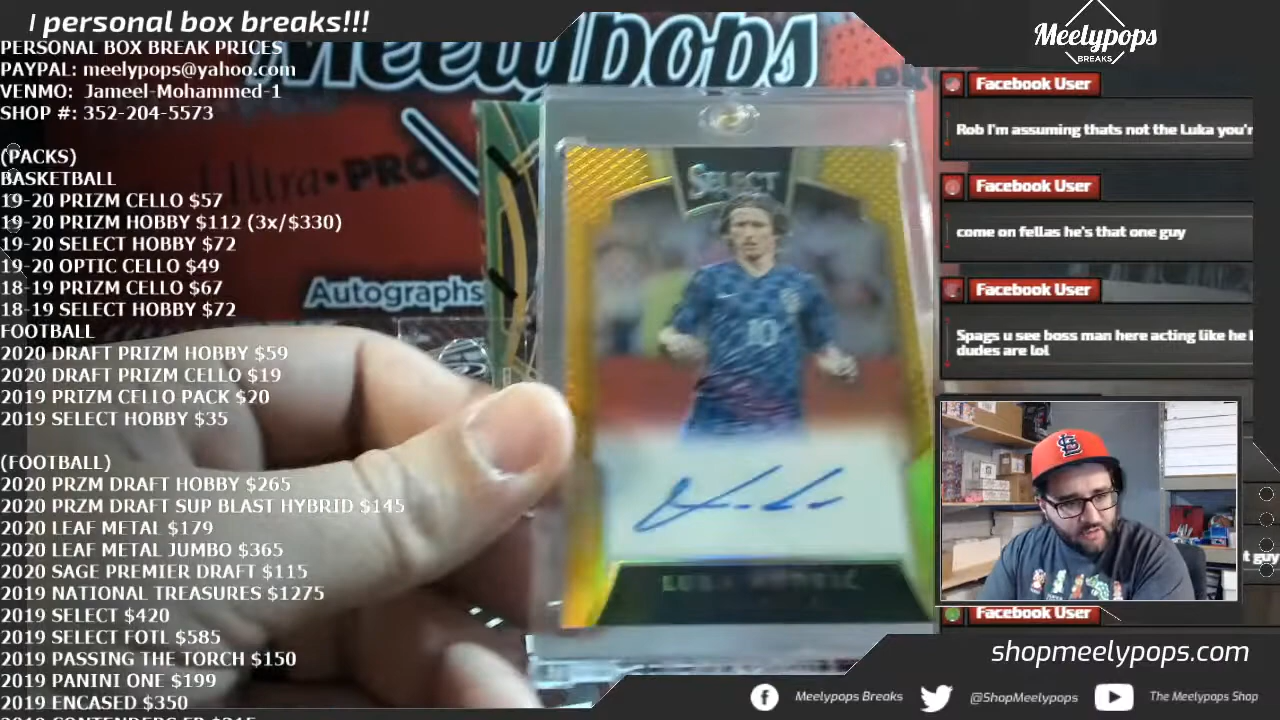 I personal box breaks!!!
PERSONAL BOX BREAK PRICES
PAYPAL: meelypops@yahoo.com
VENMO: Jameel-Mohammed-1
SHOP #: 352-204-5573
(PACKS)
BASKETBALL
19-20 PRIZM CELLO $57
19-20 PRIZM HOBBY $112 (3x/$330)
19-20 SELECT HOBBY $72
19-20 OPTIC CELLO $49
18-19 PRIZM CELLO $67
18-19 SELECT HOBBY $72
FOOTBALL
2020 DRAFT PRIZM HOBBY $59
2020 DRAFT PRIZM CELLO $19
2019 PRIZM CELLO PACK $20
2019 SELECT HOBBY $35
(FOOTBALL)
2020 PRZM DRAFT HOBBY $265
2020 PRZM DRAFT SUP BLAST HYBRID $145
2020 LEAF METAL $179
2020 LEAF METAL JUMBO $365
2020 SAGE PREMIER DRAFT $115
2019 NATIONAL TREASURES $1275
2019 SELECT $420
2019 SELECT FOTL $585
2019 PASSING THE TORCH $150
2019 PANINI ONE $199
2019 ENCASED $350
Meelypops
Ultra•PRO
Autographs
SELECT
10
LUKA MODRIC
Meelypops
BREAKS
Facebook User
Rob I'm assuming thats not the Luka you'r
Facebook User
come on fellas he's that one guy
Facebook User
Spags u see boss man here acting like he
dudes are lol
t guy
Facebook User
shopmeelypops.com
Meelypops Breaks
@ShopMeelypops
The Meelypops Shop